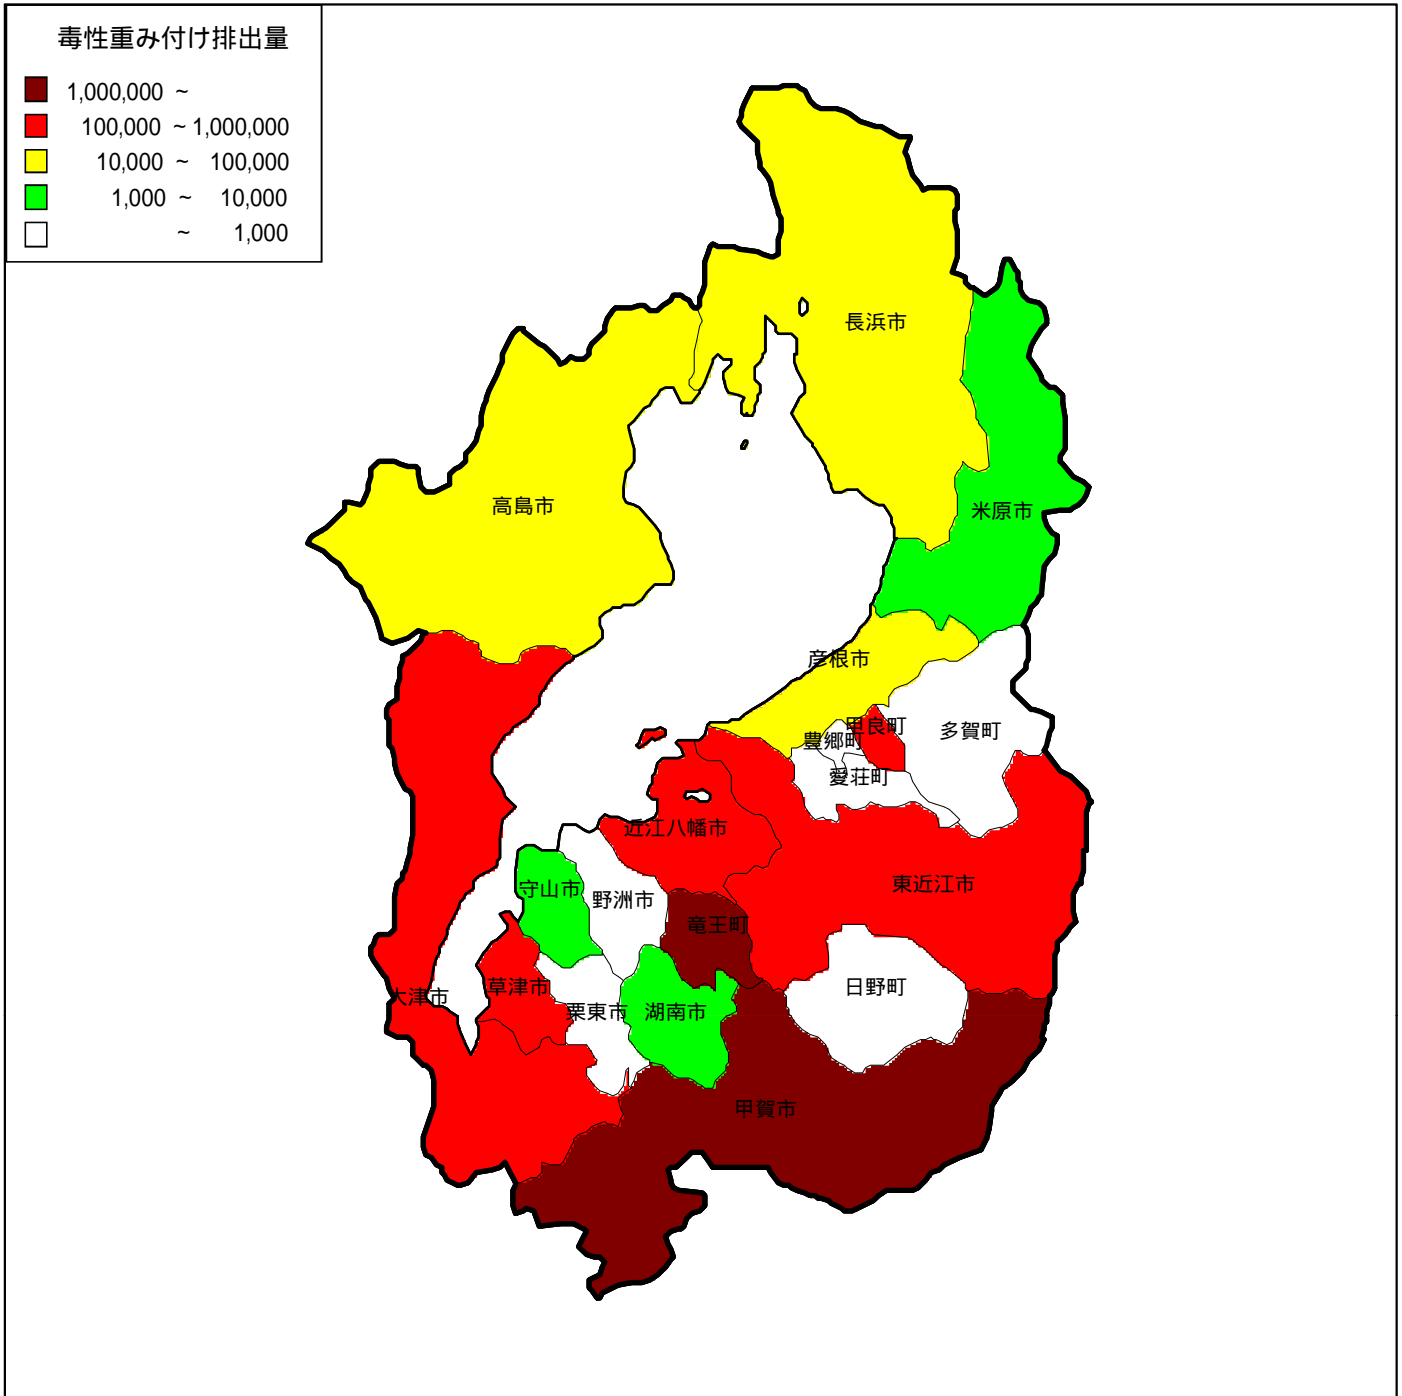 毒性重み付け排出量
1,000,000 ~
100,000 ~ 1,000,000
10,000 ~ 100,000
1,000 ~ 10,000
~ 1,000
長浜市
高島市
米原市
彦根市
甲良町
多賀町
豊郷町
愛荘町
近江八幡市
東近江市
守山市
野洲市
竜王町
大津市
草津市
栗東市
湖南市
日野町
甲賀市